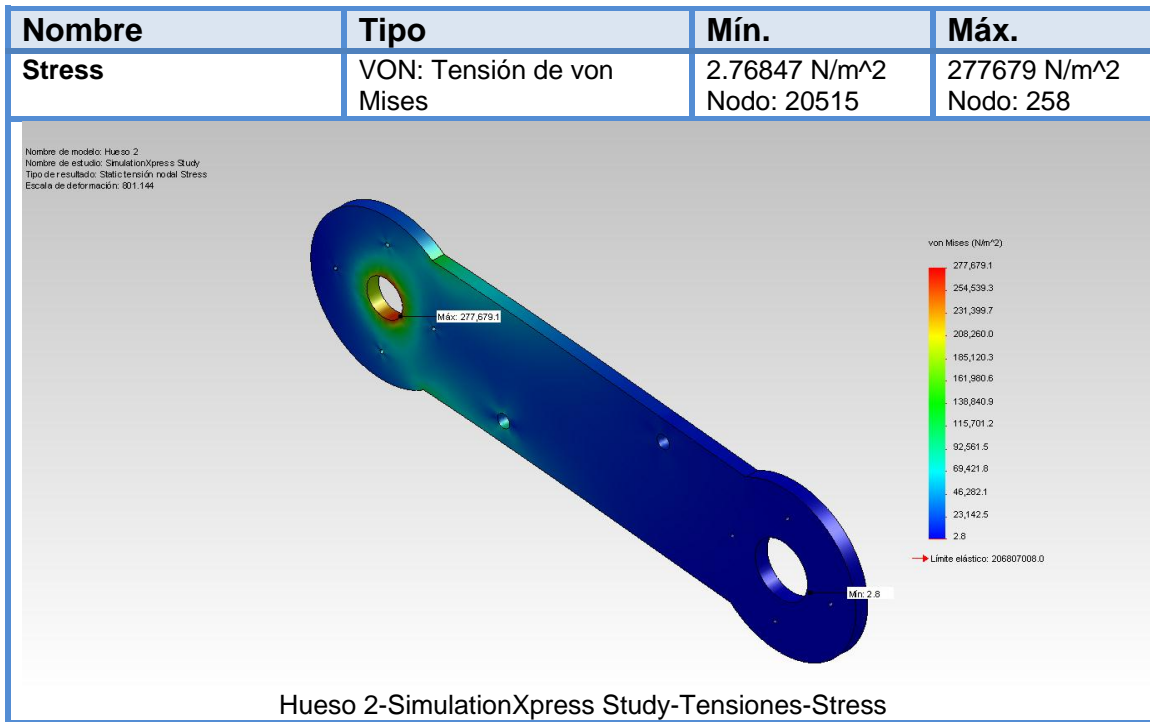 Nombre Tipo Mín. Máx.
Stress VON: Tensión de von Mises 2.76847 N/m^2 Nodo: 20515 277679 N/m^2 Nodo: 258
Nombre de modelo: Hueso 2
Nombre de estudio: SimulationXpress Study
Tipo de resultado: Static tensión nodal Stress
Escala de deformación: 801.144
von Mises (N/m^2)
277,679.1
254,539.3
231,399.7
208,260.0
185,120.3
161,980.6
138,840.9
115,701.2
92,561.5
69,421.8
46,282.1
23,142.5
2.8
Límite elástico: 206807008.0
Máx: 277,679.1
Mín: 2.8
Hueso 2-SimulationXpress Study-Tensiones-Stress